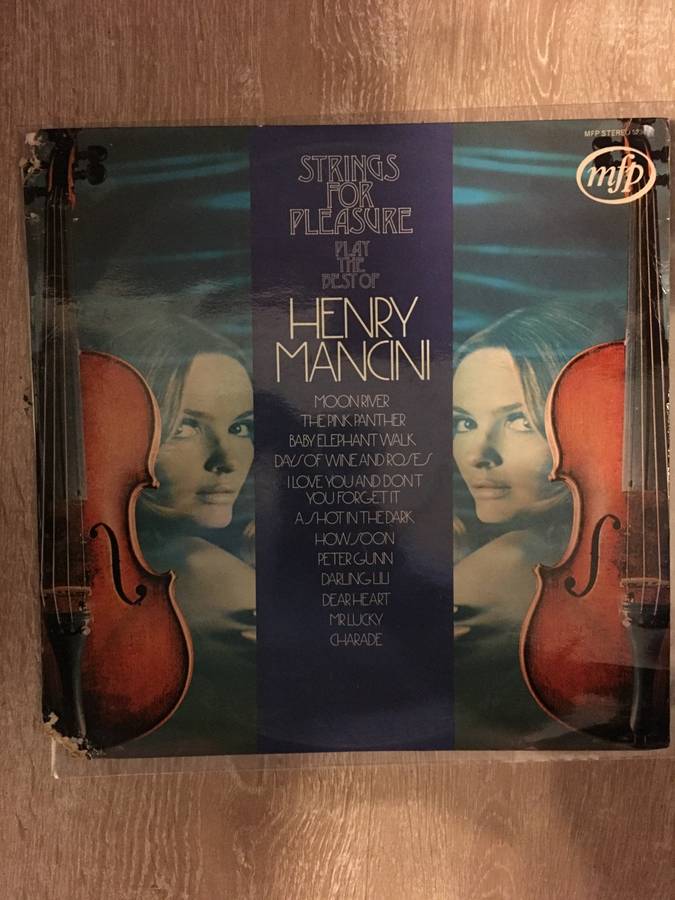 MFP STEREO
mfp
STRINGS
FOR
PLEASURE
PLAY
THE
BEST OF
HENRY
MANCINI
MOON RIVER
THE PINK PANTHER
BABY ELEPHANT WALK
DAYS OF WINE AND ROSES
I LOVE YOU AND DON'T
YOU FORGET IT
A SHOT IN THE DARK
HOW SOON
PETER GUNN
DARLING LILI
DEAR HEART
MR LUCKY
CHARADE